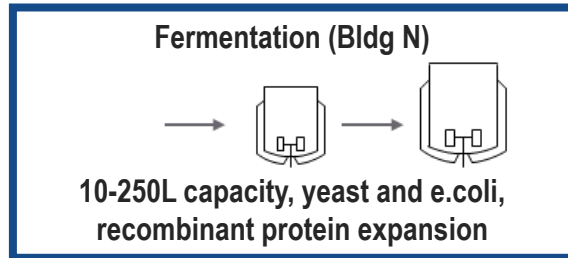 Fermentation (Bldg N)
10-250L capacity, yeast and e.coli,
recombinant protein expansion